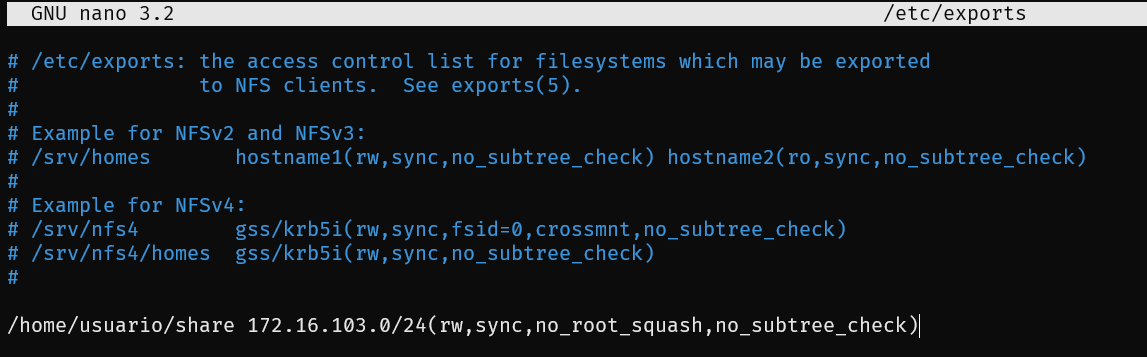 GNU nano 3.2 /etc/exports
# /etc/exports: the access control list for filesystems which may be exported
# to NFS clients. See exports(5).
#
# Example for NFSv2 and NFSv3:
# /srv/homes hostname1(rw,sync,no_subtree_check) hostname2(ro,sync,no_subtree_check)
#
# Example for NFSv4:
# /srv/nfs4 gss/krb5i(rw,sync,fsid=0,crossmnt,no_subtree_check)
# /srv/nfs4/homes gss/krb5i(rw,sync,no_subtree_check)
#
/home/usuario/share 172.16.103.0/24(rw,sync,no_root_squash,no_subtree_check)